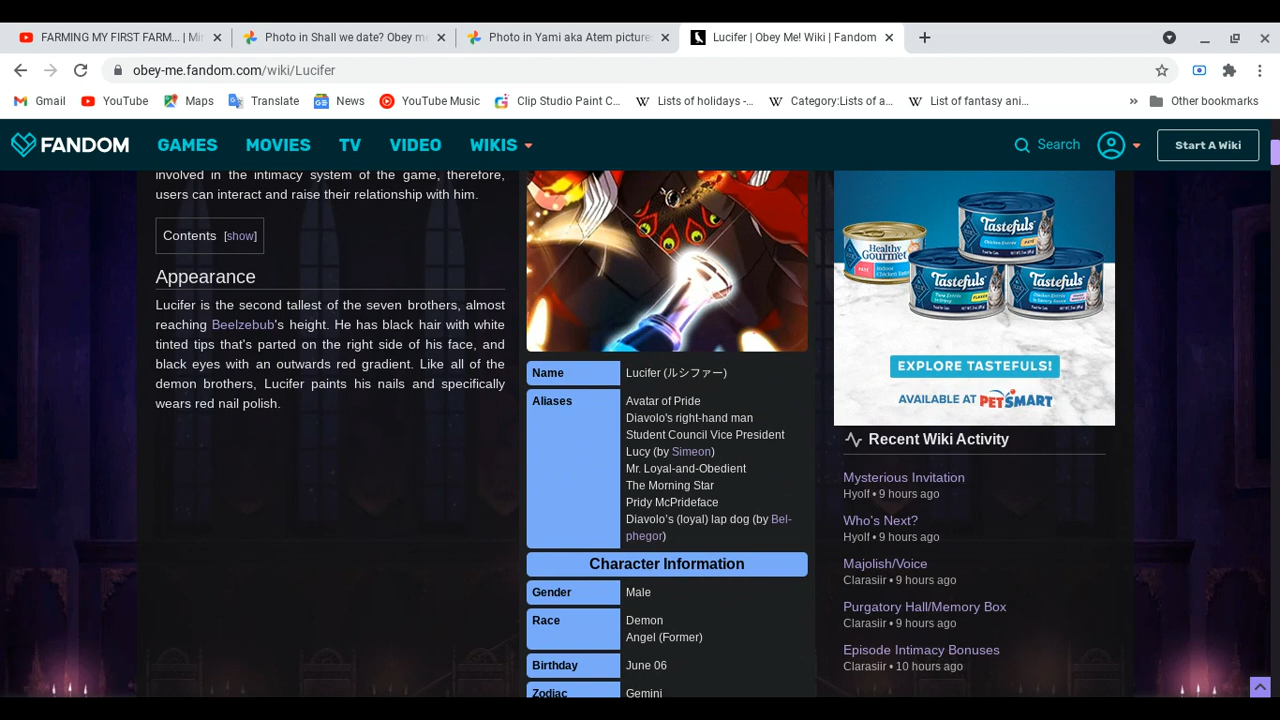 FARMING MY FIRST FARM... | Mi
Photo in Shall we date? Obey me
Photo in Yami aka Atem pictures
Lucifer | Obey Me! Wiki | Fandom
obey-me.fandom.com/wiki/Lucifer
Gmail
YouTube
Maps
Translate
News
YouTube Music
Clip Studio Paint C...
Lists of holidays -...
Category:Lists of a...
List of fantasy ani...
Other bookmarks
FANDOM
GAMES
MOVIES
TV
VIDEO
WIKIS
Search
Start A Wiki
involved in the intimacy system of the game, therefore,
users can interact and raise their relationship with him.
Contents [show]
Appearance
Lucifer is the second tallest of the seven brothers, almost
reaching Beelzebub's height. He has black hair with white
tinted tips that's parted on the right side of his face, and
black eyes with an outwards red gradient. Like all of the
demon brothers, Lucifer paints his nails and specifically
wears red nail polish.
Name
Lucifer (ルシファー)
Aliases
Avatar of Pride
Diavolo's right-hand man
Student Council Vice President
Lucy (by Simeon)
Mr. Loyal-and-Obedient
The Morning Star
Pridy McPrideface
Diavolo's (loyal) lap dog (by Bel-
phegor)
Character Information
Gender
Male
Race
Demon
Angel (Former)
Birthday
June 06
Zodiac
Gemini
Tastefuls
Healthy
Gourmet
Tastefuls
Tastefuls
EXPLORE TASTEFULS!
AVAILABLE AT PETSMART
Recent Wiki Activity
Mysterious Invitation
Hyolf • 9 hours ago
Who's Next?
Hyolf • 9 hours ago
Majolish/Voice
Clarasiir • 9 hours ago
Purgatory Hall/Memory Box
Clarasiir • 9 hours ago
Episode Intimacy Bonuses
Clarasiir • 10 hours ago